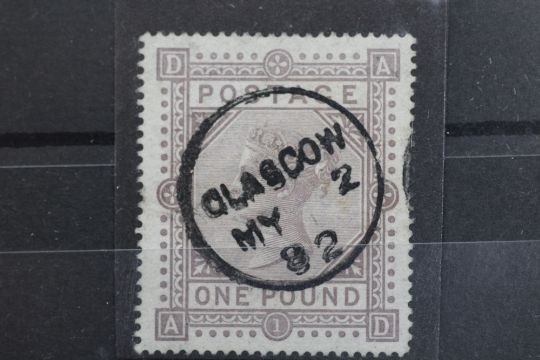 D A
POSTAGE
GLASGOW
MY 2
82
ONE POUND
A 1 D